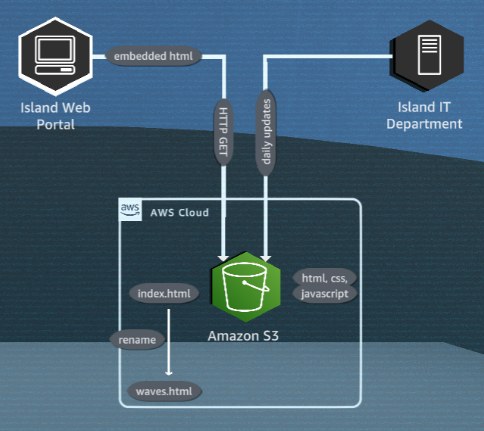 embedded html
Island Web
Portal
Island IT
Department
HTTP GET
daily updates
aws
AWS Cloud
index.html
html, css,
javascript
Amazon S3
rename
waves.html